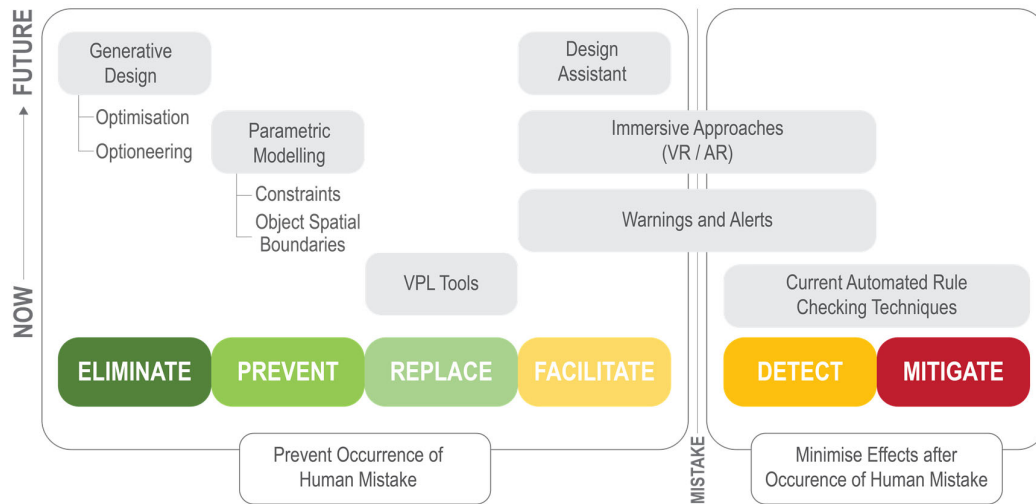 FUTURE
NOW
Generative
Design
Optimisation
Optioneering
Parametric
Modelling
Constraints
Object Spatial
Boundaries
VPL Tools
Design
Assistant
Immersive Approaches
(VR / AR)
Warnings and Alerts
Current Automated Rule
Checking Techniques
ELIMINATE
PREVENT
REPLACE
FACILITATE
DETECT
MITIGATE
Prevent Occurrence of
Human Mistake
MISTAKE
Minimise Effects after
Occurence of Human Mistake